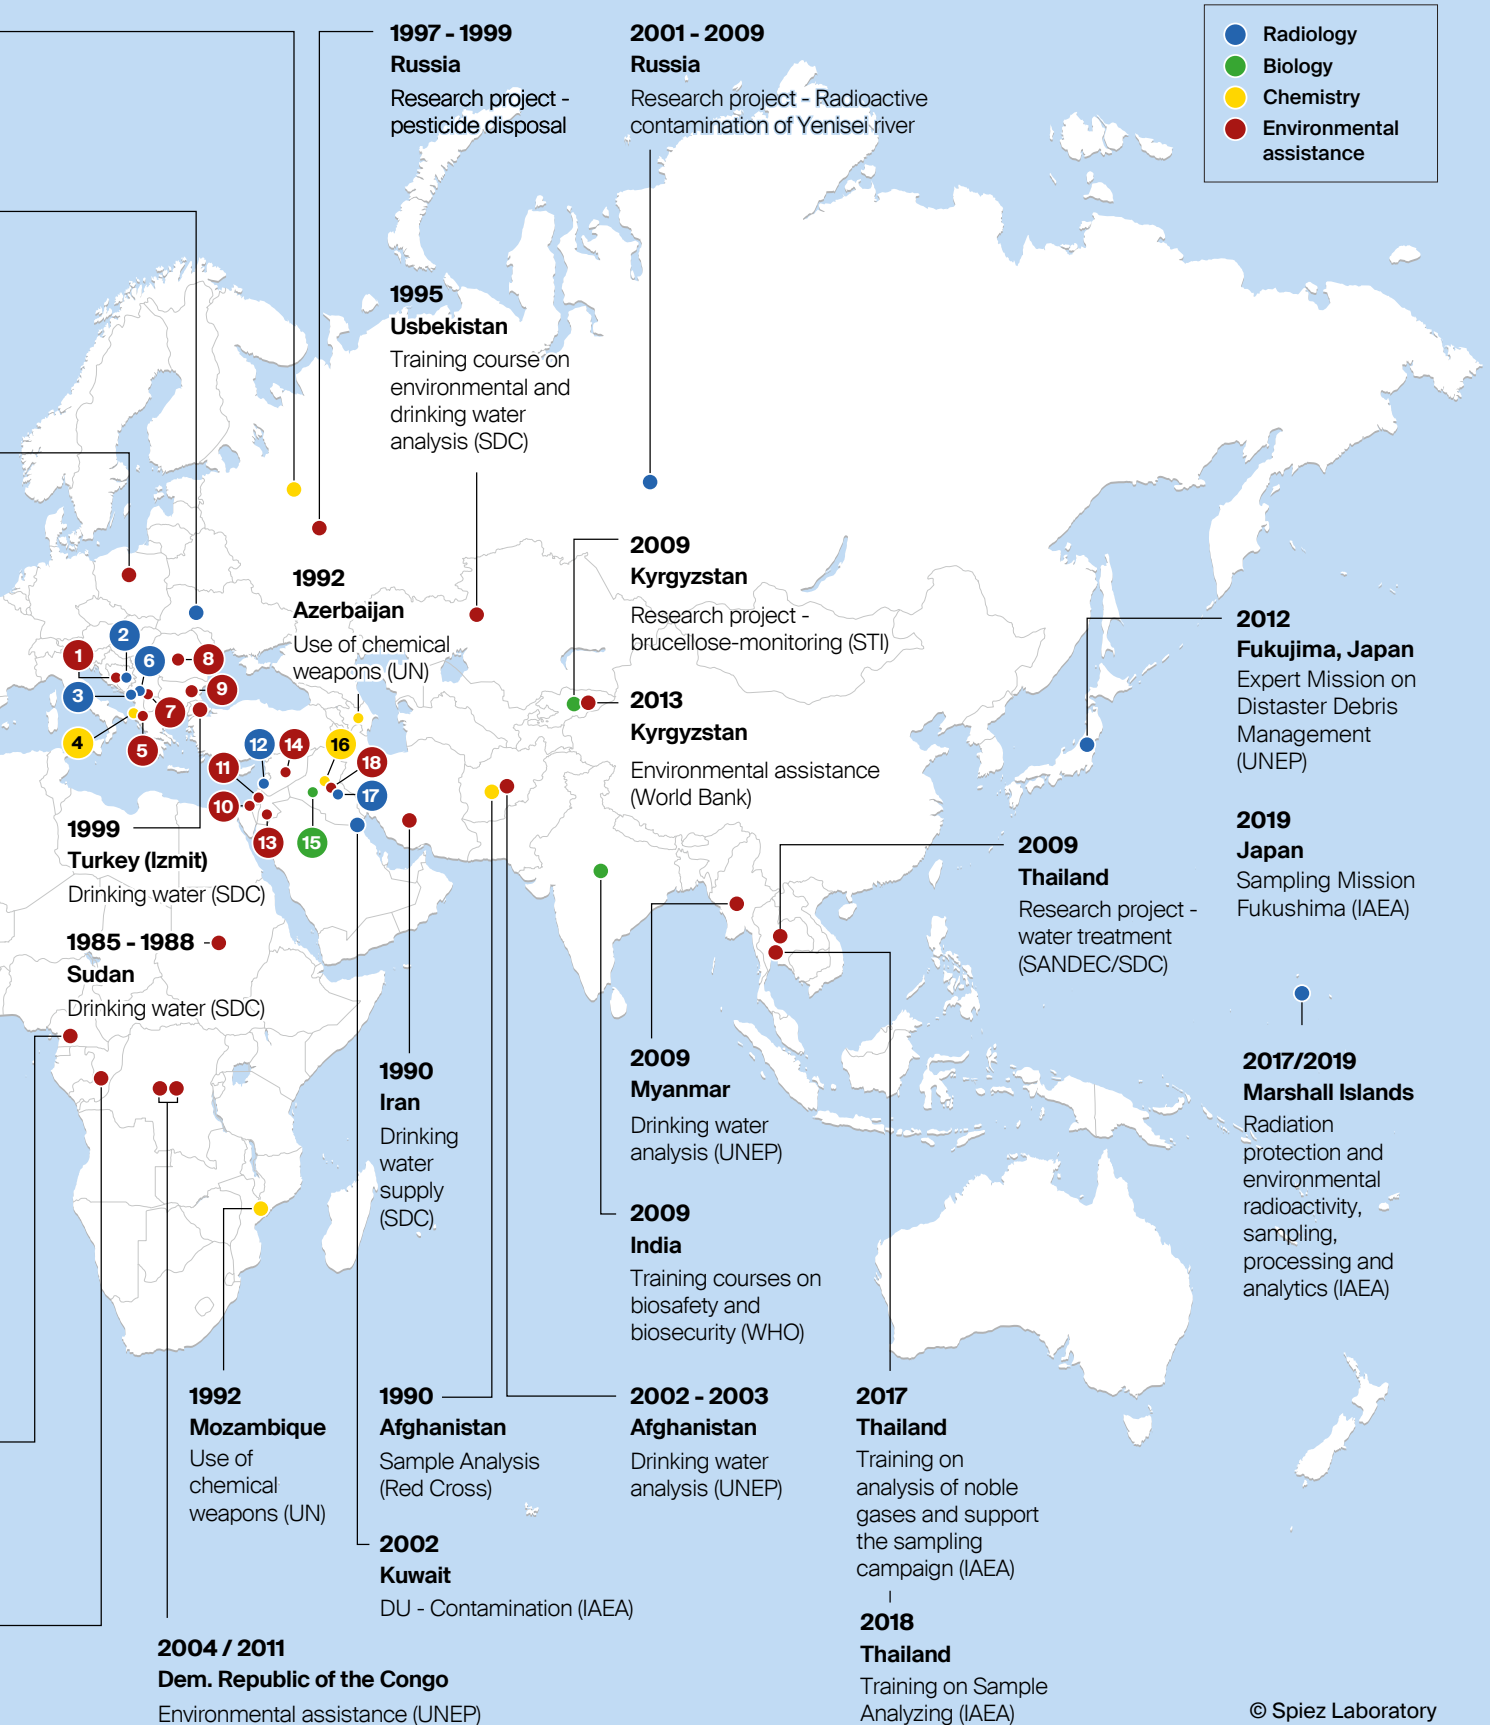 1997 - 1999
Russia
Research project -
pesticide disposal
2001 - 2009
Russia
Research project - Radioactive
contamination of Yenisei river
Radiology
Biology
Chemistry
Environmental
assistance
1995
Usbekistan
Training course on
environmental and
drinking water
analysis (SDC)
1992
Azerbaijan
Use of chemical
weapons (UN)
2009
Kyrgyzstan
Research project -
brucellose-monitoring (STI)
2013
Kyrgyzstan
Environmental assistance
(World Bank)
2012
Fukujima, Japan
Expert Mission on
Distaster Debris
Management
(UNEP)
2019
Japan
Sampling Mission
Fukushima (IAEA)
1
2
3
4
5
6
7
8
9
10
11
12
13
14
15
16
17
18
1999
Turkey (Izmit)
Drinking water (SDC)
1985 - 1988
Sudan
Drinking water (SDC)
2009
Thailand
Research project -
water treatment
(SANDEC/SDC)
1990
Iran
Drinking
water
supply
(SDC)
2009
Myanmar
Drinking water
analysis (UNEP)
2017/2019
Marshall Islands
Radiation
protection and
environmental
radioactivity,
sampling,
processing and
analytics (IAEA)
2009
India
Training courses on
biosafety and
biosecurity (WHO)
1992
Mozambique
Use of
chemical
weapons (UN)
1990
Afghanistan
Sample Analysis
(Red Cross)
2002 - 2003
Afghanistan
Drinking water
analysis (UNEP)
2017
Thailand
Training on
analysis of noble
gases and support
the sampling
campaign (IAEA)
2002
Kuwait
DU - Contamination (IAEA)
2018
Thailand
Training on Sample
Analyzing (IAEA)
2004 / 2011
Dem. Republic of the Congo
Environmental assistance (UNEP)
© Spiez Laboratory